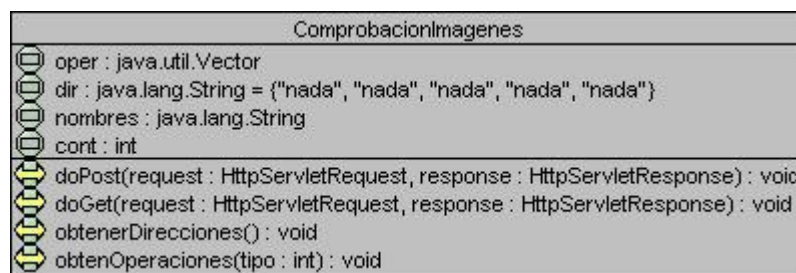 ComprobacionImagenes
oper : java.util.Vector
dir : java.lang.String = {"nada", "nada", "nada", "nada", "nada"}
nombres : java.lang.String
cont : int
doPost(request : HttpServletRequest, response : HttpServletResponse) : void
doGet(request : HttpServletRequest, response : HttpServletResponse) : void
obtenerDirecciones() : void
obtenOperaciones(tipo : int) : void